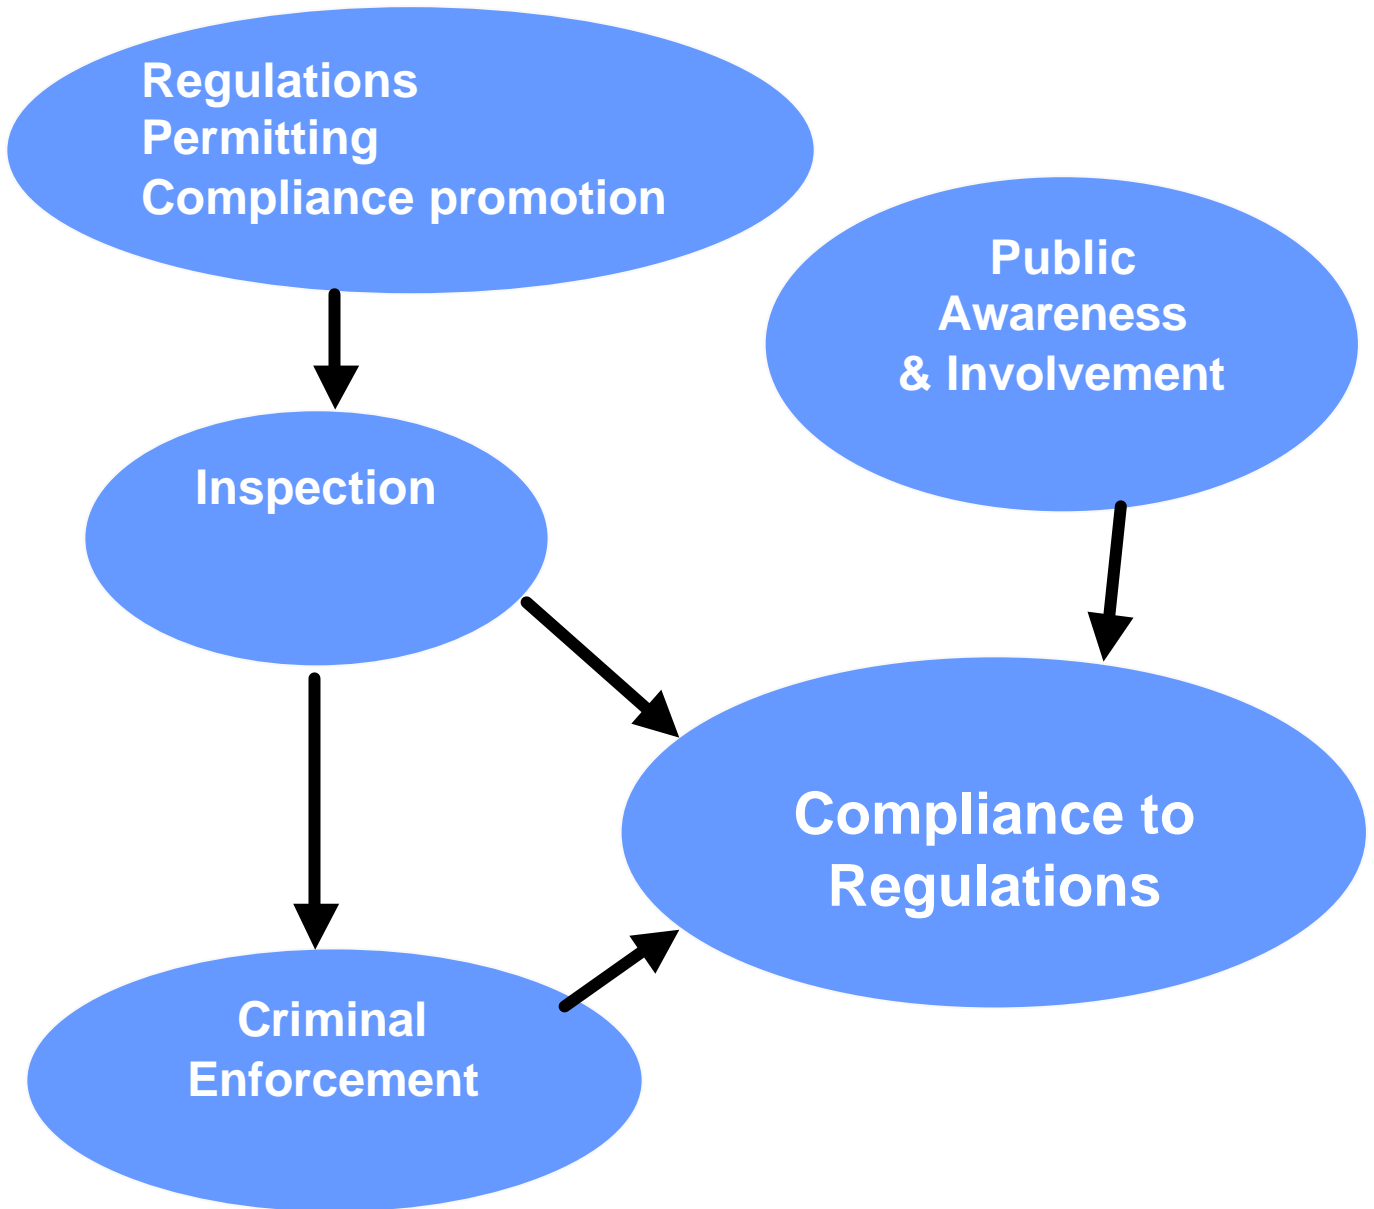 Regulations
Permitting
Compliance promotion
Public
Awareness
& Involvement
Inspection
Compliance to
Regulations
Criminal
Enforcement